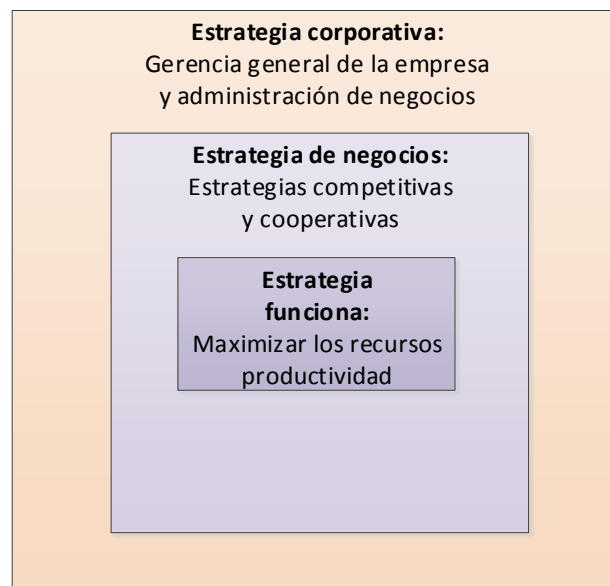 Estrategia corporativa:
Gerencia general de la empresa
y administración de negocios
Estrategia de negocios:
Estrategias competitivas
y cooperativas
Estrategia
funciona:
Maximizar los recursos
productividad